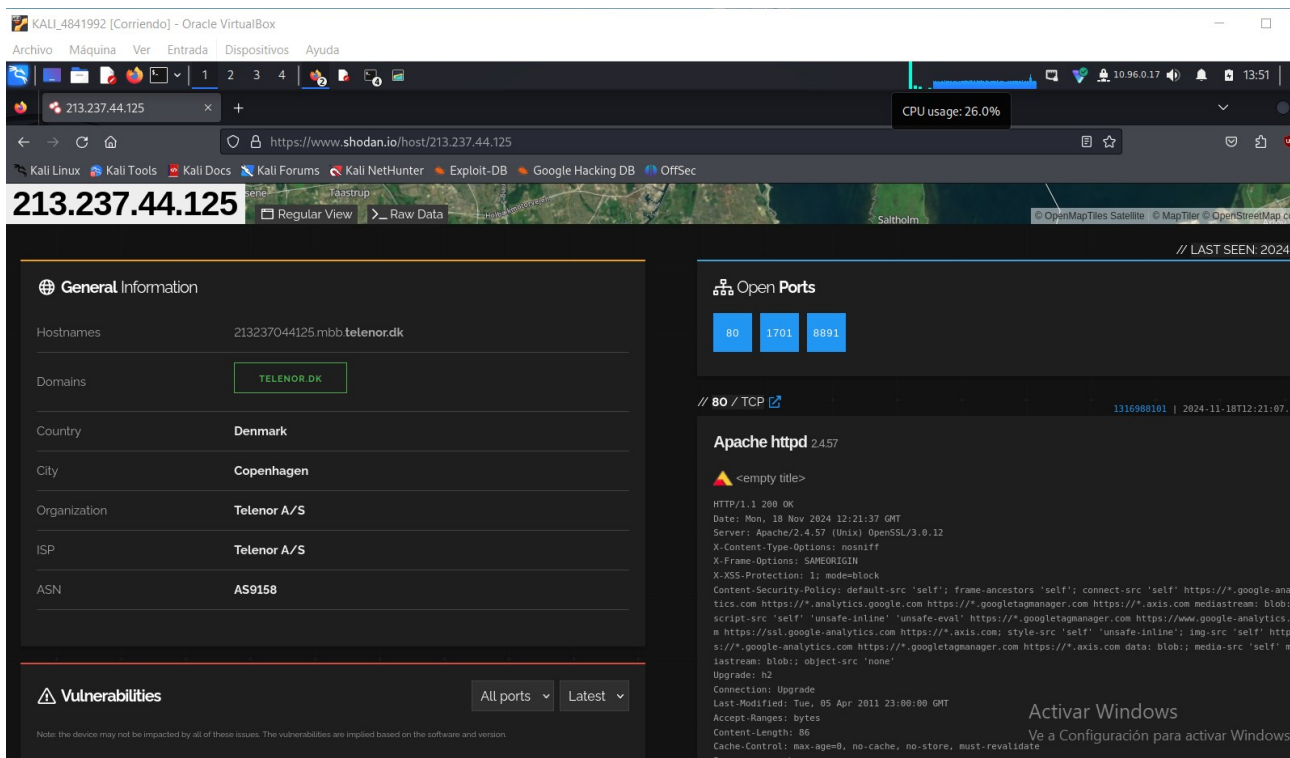 KALI_4841992 [Corriendo] - Oracle VirtualBox
Archivo Máquina Ver Entrada Dispositivos Ayuda
1 2 3 4 10.96.0.17 13:51
213.237.44.125 × +
CPU usage: 26.0%
https://www.shodan.io/host/213.237.44.125
Kali Linux Kali Tools Kali Docs Kali Forums Kali NetHunter Exploit-DB Google Hacking DB OffSec
Taastrup
213.237.44.125 Regular View >_ Raw Data
Saltholm
© OpenMapTiles Satellite © MapTiler © OpenStreetMap co
// LAST SEEN: 2024
General Information
Hostnames 213237044125.mbb.telenor.dk
Domains TELENOR.DK
Country Denmark
City Copenhagen
Organization Telenor A/S
ISP Telenor A/S
ASN AS9158
Vulnerabilities All ports Latest
Note: the device may not be impacted by all of these issues. The vulnerabilities are implied based on the software and version.
Open Ports
80 1701 8891
// 80 / TCP
1316988101 | 2024-11-18T12:21:07.
Apache httpd 2.4.57
<empty title>
HTTP/1.1 200 OK
Date: Mon, 18 Nov 2024 12:21:37 GMT
Server: Apache/2.4.57 (Unix) OpenSSL/3.0.12
X-Content-Type-Options: nosniff
X-Frame-Options: SAMEORIGIN
X-XSS-Protection: 1; mode=block
Content-Security-Policy: default-src 'self'; frame-ancestors 'self'; connect-src 'self' https://*.google-ana
tics.com https://*.analytics.google.com https://*.googletagmanager.com https://*.axis.com mediastream: blob:
script-src 'self' 'unsafe-inline' 'unsafe-eval' https://*.googletagmanager.com https://www.google-analytics.
m https://ssl.google-analytics.com https://*.axis.com; style-src 'self' 'unsafe-inline'; img-src 'self' http
s://*.google-analytics.com https://*.googletagmanager.com https://*.axis.com data: blob:; media-src 'self' m
iastream: blob:; object-src 'none'
Upgrade: h2
Connection: Upgrade
Last-Modified: Tue, 05 Apr 2011 23:00:00 GMT
Accept-Ranges: bytes
Content-Length: 86
Cache-Control: max-age=0, no-cache, no-store, must-revalidate
Activar Windows
Ve a Configuración para activar Windows